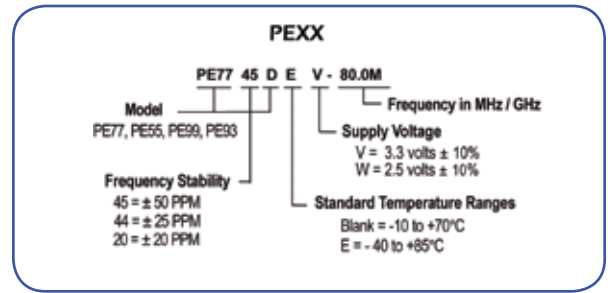 PEXX
PE77 45 D E V - 80.0M
Frequency in MHz / GHz
Model
PE77, PE55, PE99, PE93
Supply Voltage
V = 3.3 volts ± 10%
W = 2.5 volts ± 10%
Frequency Stability
45 = ± 50 PPM
44 = ± 25 PPM
20 = ± 20 PPM
Standard Temperature Ranges
Blank = -10 to +70°C
E = - 40 to +85°C